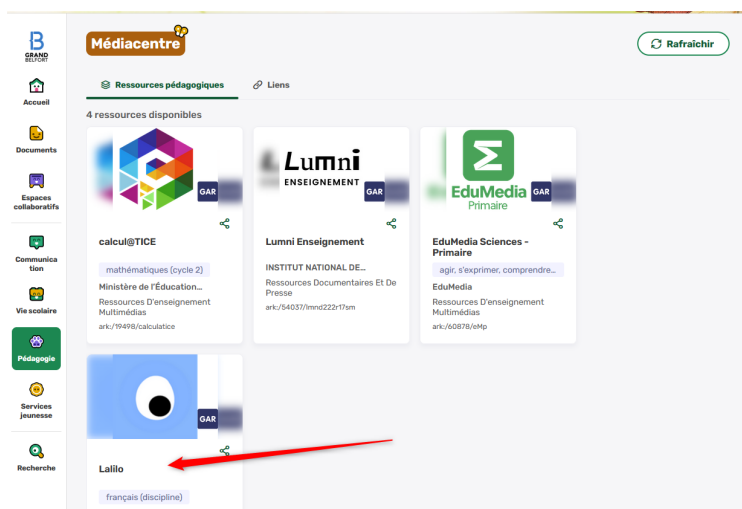 GRAND
BELFORT
Accueil
Documents
Espaces
collaboratifs
Communica
tion
Vie scolaire
Pédagogie
Services
jeunesse
Recherche
Médiacentre
Rafraîchir
Ressources pédagogiques
Liens
4 ressources disponibles
GAR
calcul@TICE
mathématiques (cycle 2)
Ministère de l'Éducation...
Ressources D'enseignement
Multimédias
ark:/19498/calculatice
Lumni
ENSEIGNEMENT
GAR
Lumni Enseignement
INSTITUT NATIONAL DE...
Ressources Documentaires Et De
Presse
ark:/54037/lmnd222r17sm
EduMedia
Primaire
GAR
EduMedia Sciences -
Primaire
agir, s'exprimer, comprendre...
EduMedia
Ressources D'enseignement
Multimédias
ark:/60878/eMp
GAR
Lalilo
français (discipline)